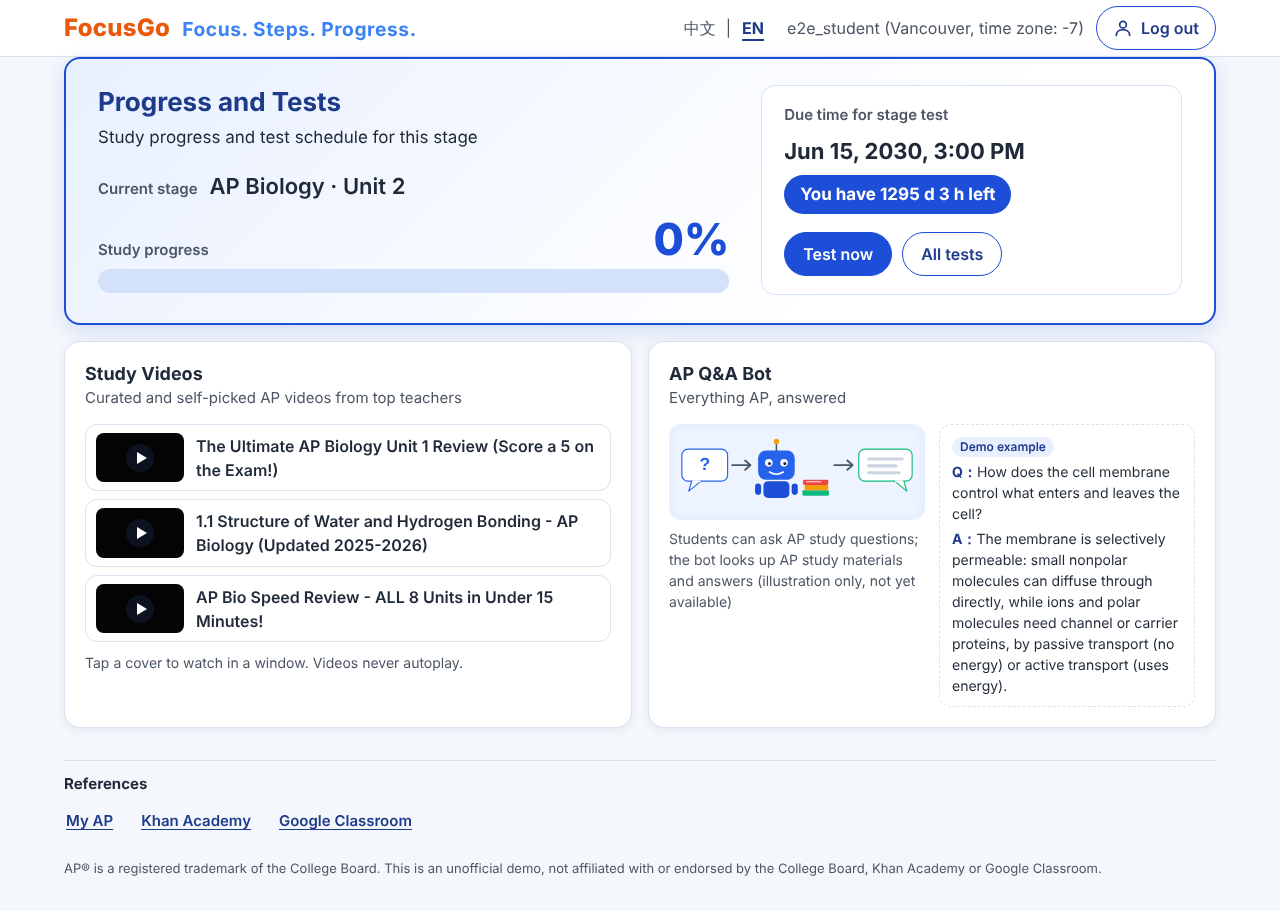 FocusGo Focus. Steps. Progress.
中文 | EN e2e_student (Vancouver, time zone: -7) Log out
Progress and Tests
Study progress and test schedule for this stage
Current stage AP Biology · Unit 2
Study progress 0%
Due time for stage test
Jun 15, 2030, 3:00 PM
You have 1295 d 3 h left
Test now All tests
Study Videos
Curated and self-picked AP videos from top teachers
The Ultimate AP Biology Unit 1 Review (Score a 5 on
the Exam!)
1.1 Structure of Water and Hydrogen Bonding - AP
Biology (Updated 2025-2026)
AP Bio Speed Review - ALL 8 Units in Under 15
Minutes!
Tap a cover to watch in a window. Videos never autoplay.
AP Q&A Bot
Everything AP, answered
?
Students can ask AP study questions;
the bot looks up AP study materials
and answers (illustration only, not yet
available)
Demo example
Q：How does the cell membrane
control what enters and leaves the
cell?
A：The membrane is selectively
permeable: small nonpolar
molecules can diffuse through
directly, while ions and polar
molecules need channel or carrier
proteins, by passive transport (no
energy) or active transport (uses
energy).
References
My AP Khan Academy Google Classroom
AP® is a registered trademark of the College Board. This is an unofficial demo, not affiliated with or endorsed by the College Board, Khan Academy or Google Classroom.